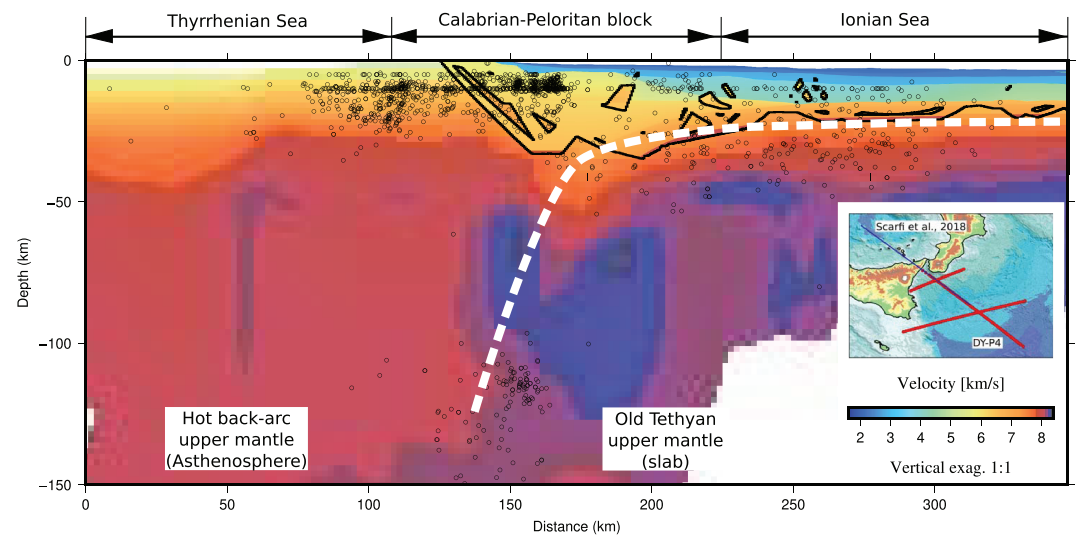 Thyrrhenian Sea
Calabrian-Peloritan block
Ionian Sea
0
−50
−100
−150
Depth (km)
Scarfi et al., 2018
DY-P4
Velocity [km/s]
2 3 4 5 6 7 8
Vertical exag. 1:1
Hot back-arc
upper mantle
(Asthenosphere)
Old Tethyan
upper mantle
(slab)
0 50 100 150 200 250 300
Distance (km)